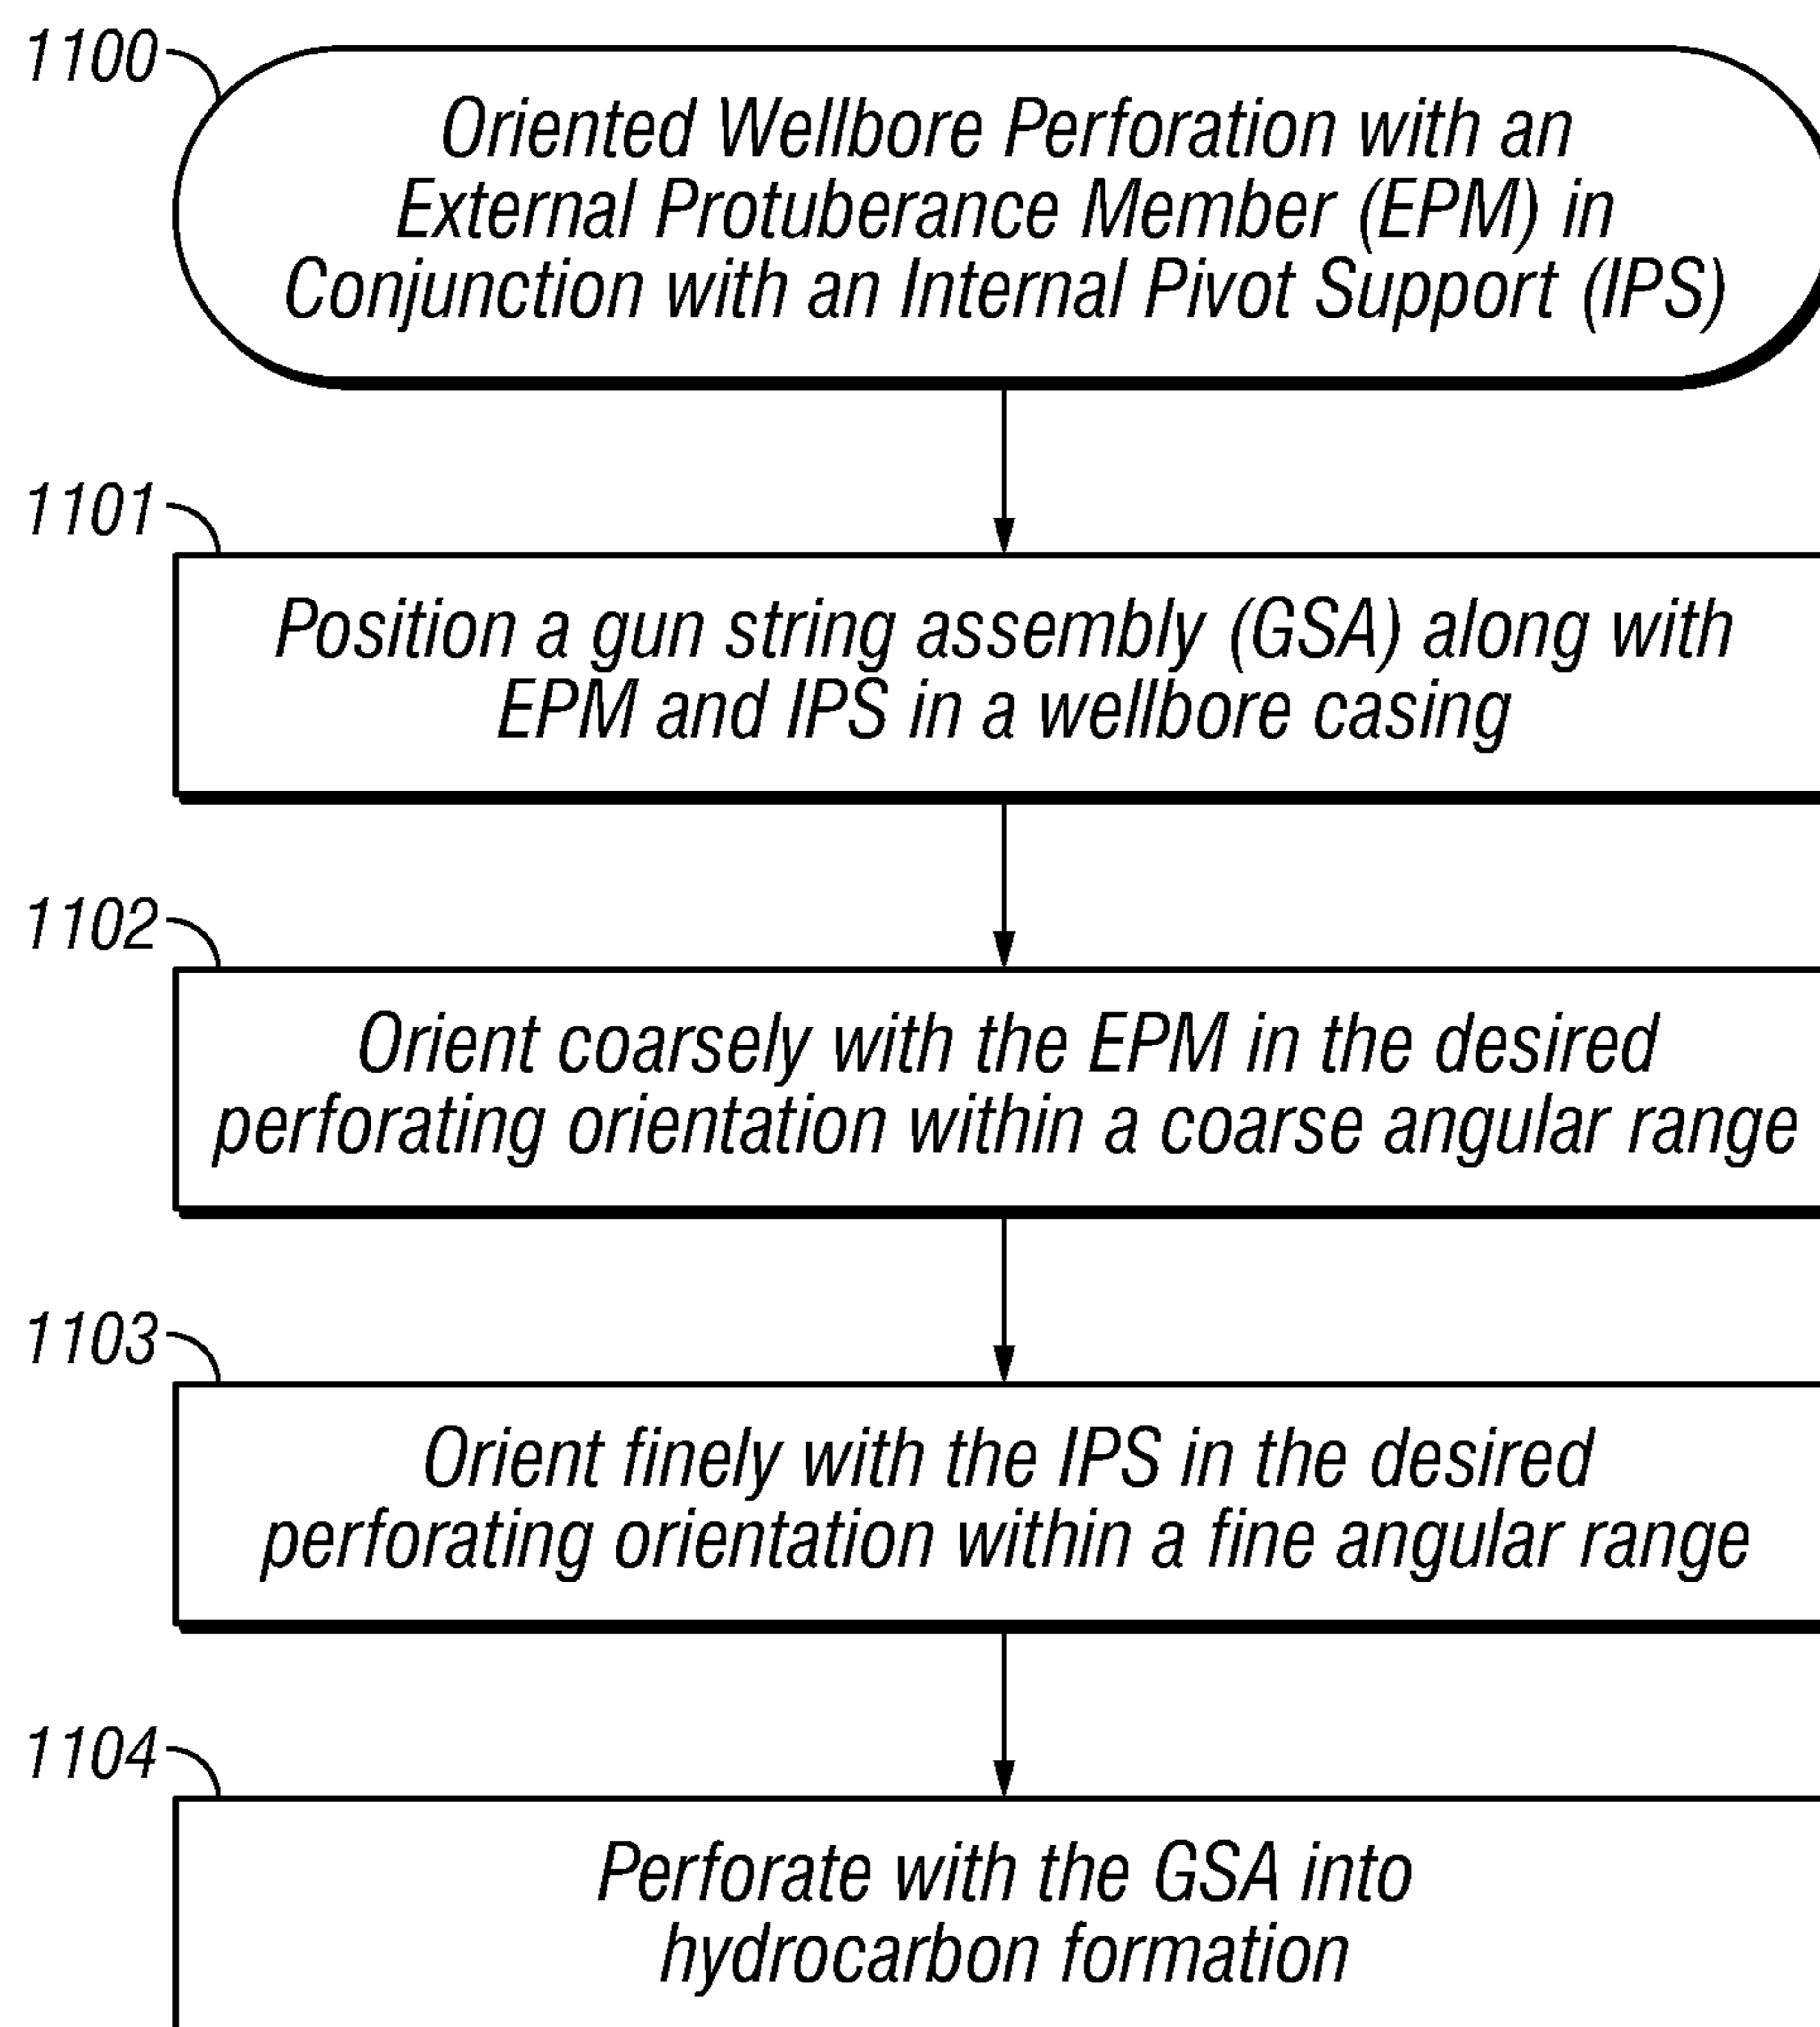 1100
Oriented Wellbore Perforation with an
External Protuberance Member (EPM) in
Conjunction with an Internal Pivot Support (IPS)
1101
Position a gun string assembly (GSA) along with
EPM and IPS in a wellbore casing
1102
Orient coarsely with the EPM in the desired
perforating orientation within a coarse angular range
1103
Orient finely with the IPS in the desired
perforating orientation within a fine angular range
1104
Perforate with the GSA into
hydrocarbon formation